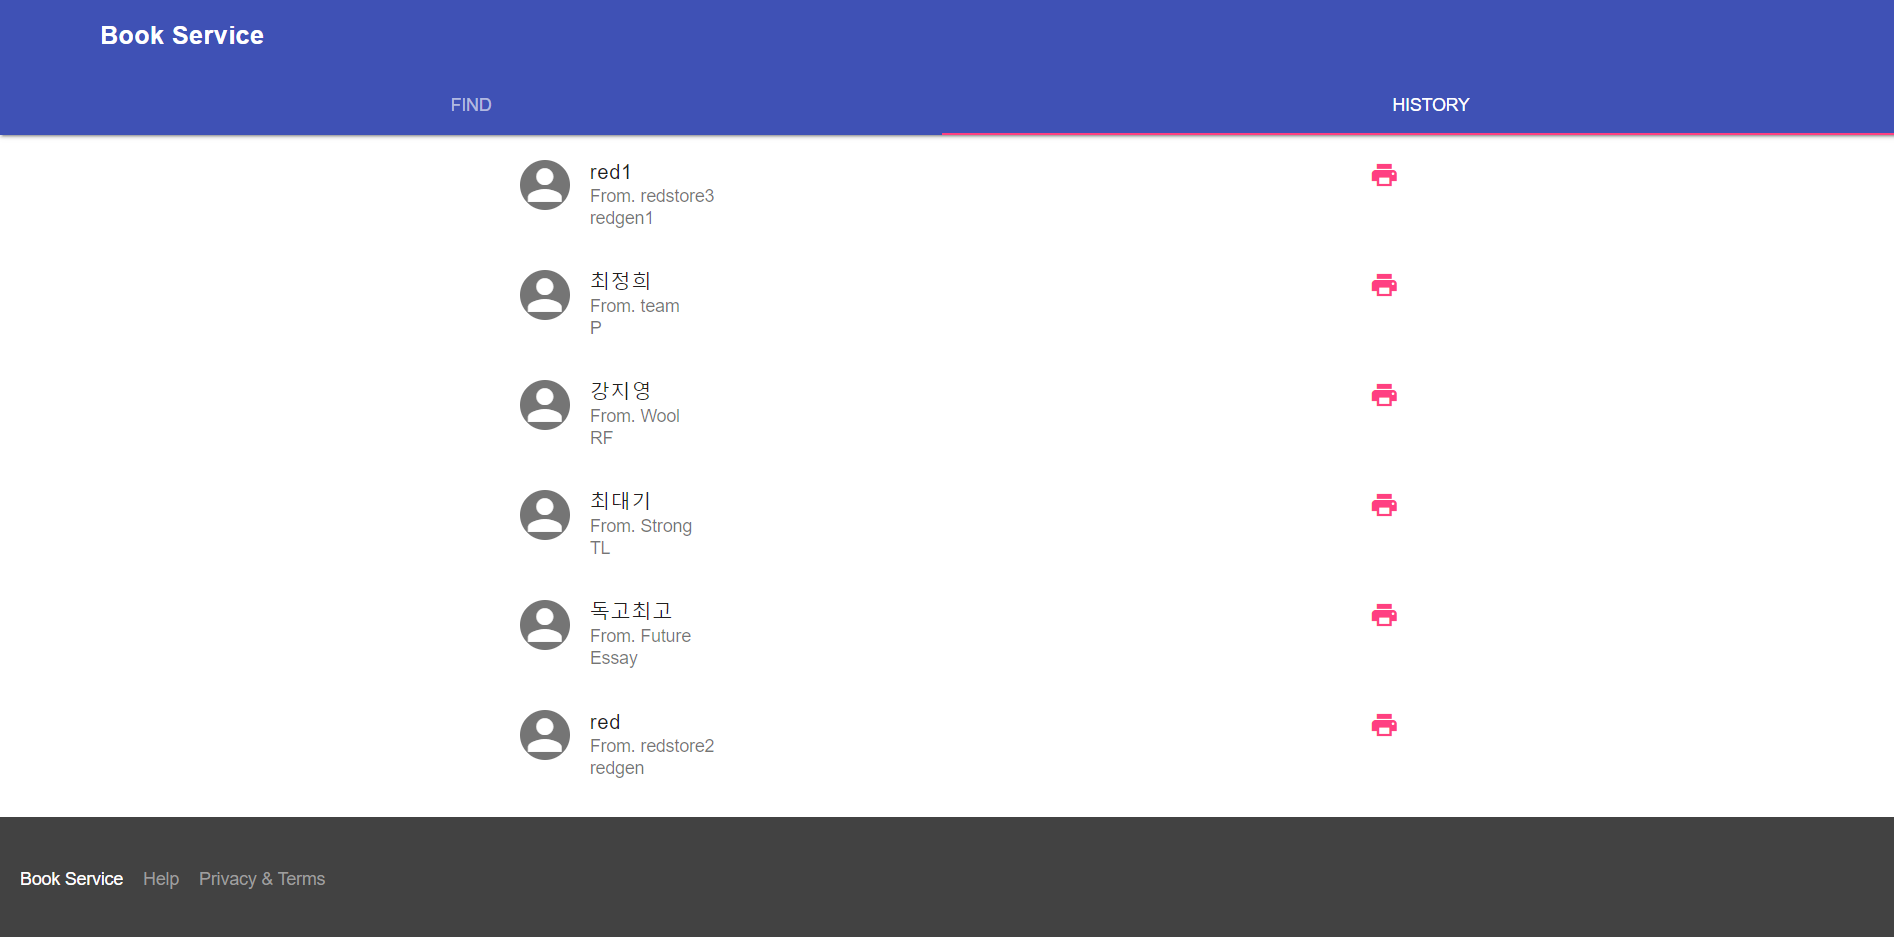 Book Service
FIND
HISTORY
red1
From. redstore3
redgen1
최정희
From. team
P
강지영
From. Wool
RF
최대기
From. Strong
TL
독고최고
From. Future
Essay
red
From. redstore2
redgen
Book Service Help Privacy & Terms